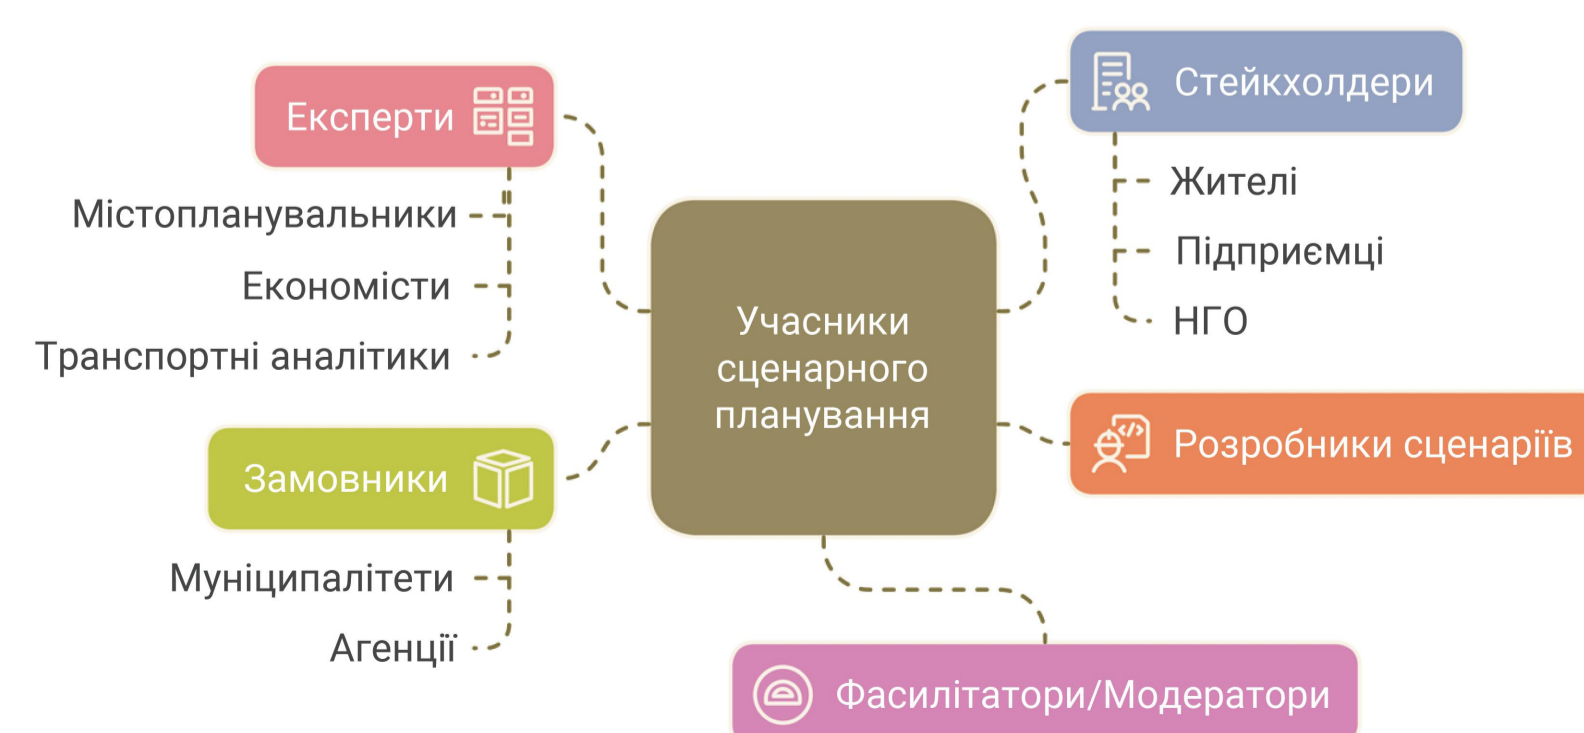 Експерти
Містопланувальники
Економісти
Транспортні аналітики
Замовники
Муніципалітети
Агенції
Учасники
сценарного
планування
Стейкхолдери
Жителі
Підприємці
НГО
Розробники сценаріїв
Фасилітатори/Модератори